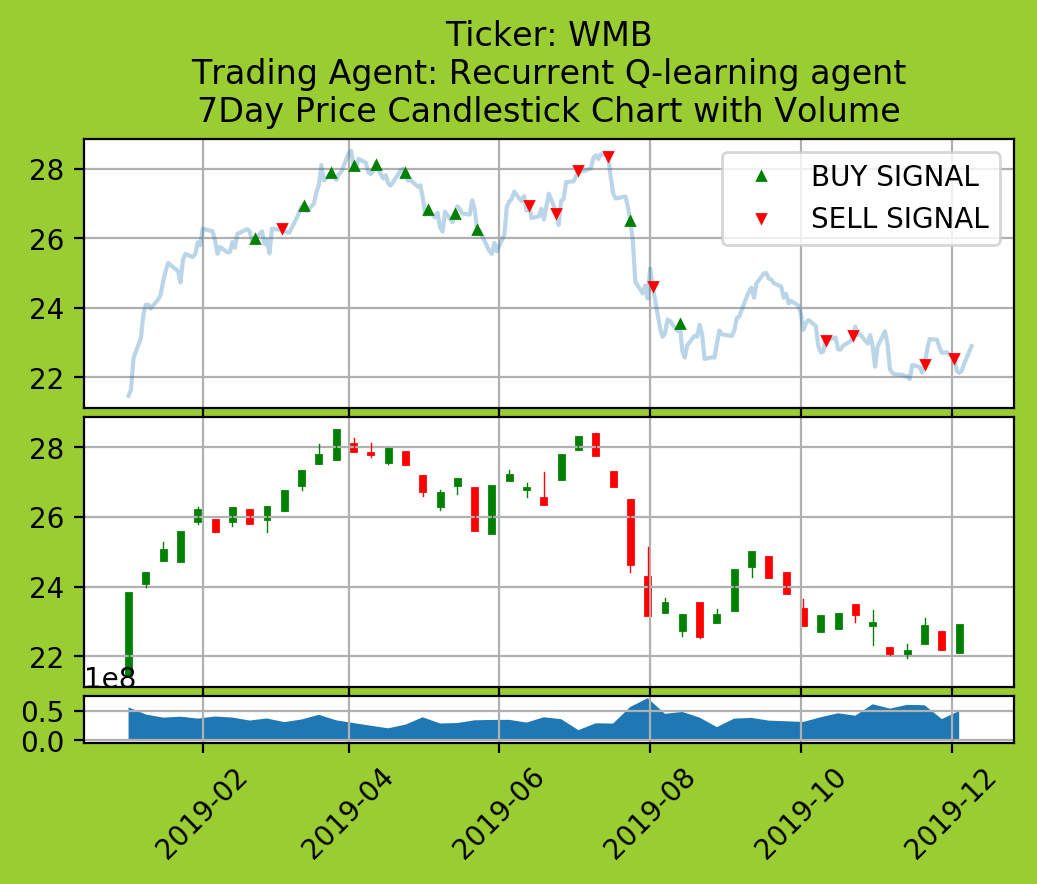 Ticker: WMB
Trading Agent: Recurrent Q-learning agent
7Day Price Candlestick Chart with Volume
BUY SIGNAL
SELL SIGNAL
28
26
24
22
28
26
24
22
1e8
0.5
0.0
2019-02
2019-04
2019-06
2019-08
2019-10
2019-12